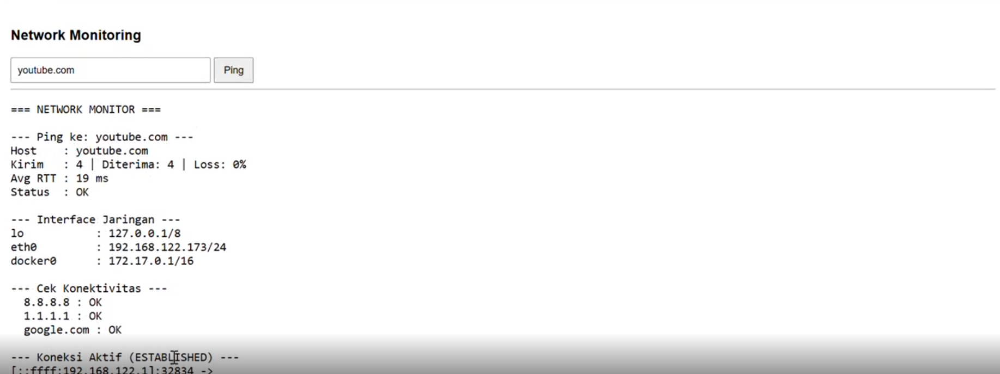 Network Monitoring
youtube.com Ping
=== NETWORK MONITOR ===
--- Ping ke: youtube.com ---
Host    : youtube.com
Kirim   : 4 | Diterima: 4 | Loss: 0%
Avg RTT : 19 ms
Status  : OK
--- Interface Jaringan ---
lo           : 127.0.0.1/8
eth0         : 192.168.122.173/24
docker0      : 172.17.0.1/16
--- Cek Konektivitas ---
  8.8.8.8 : OK
  1.1.1.1 : OK
  google.com : OK
--- Koneksi Aktif (ESTABLISHED) ---
[::ffff:192.168.122.1]:32834 ->